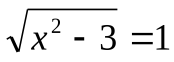 √x² - 3 = 1